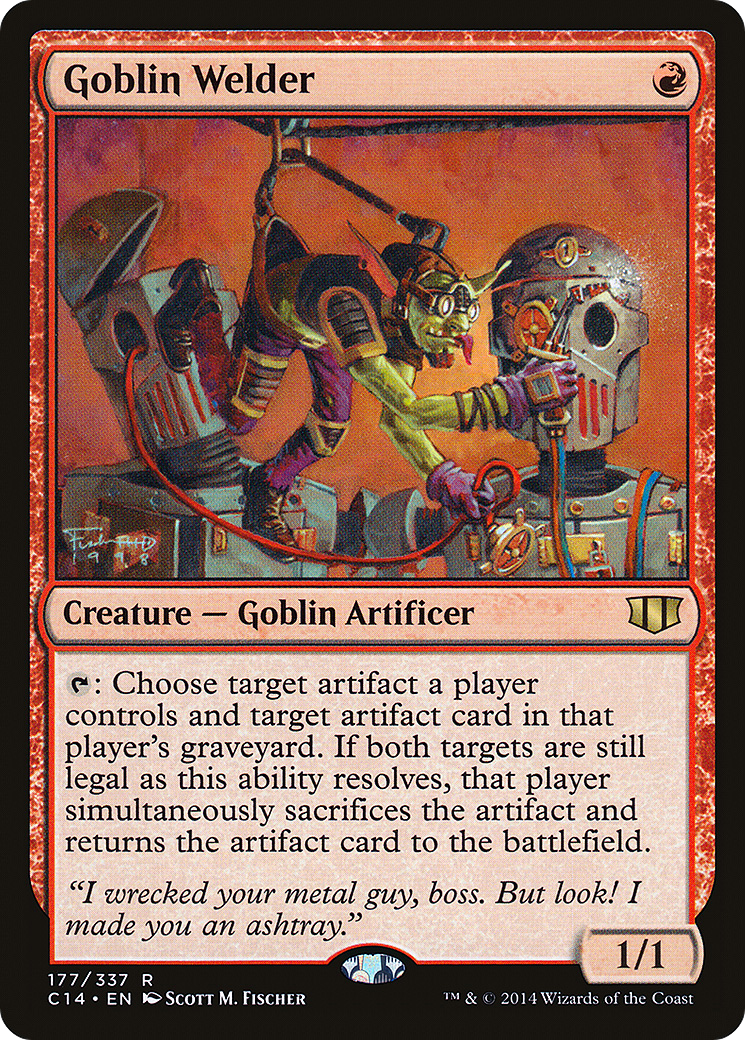 Goblin Welder
Creature — Goblin Artificer
: Choose target artifact a player
controls and target artifact card in that
player's graveyard. If both targets are still
legal as this ability resolves, that player
simultaneously sacrifices the artifact and
returns the artifact card to the battlefield.
“I wrecked your metal guy, boss. But look! I
made you an ashtray.”
1/1
177/337 R
C14 • EN Scott M. Fischer
™ & © 2014 Wizards of the Coast